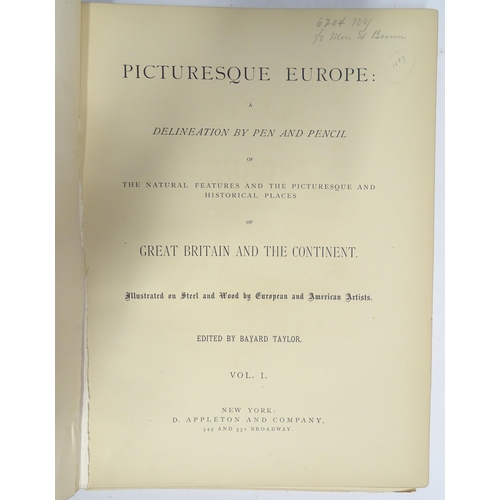 6204 NY
PICTURESQUE EUROPE:
A
DELINEATION BY PEN AND PENCIL
OF
THE NATURAL FEATURES AND THE PICTURESQUE AND
HISTORICAL PLACES
OF
GREAT BRITAIN AND THE CONTINENT.
Illustrated on Steel and Wood by European and American Artists.
EDITED BY BAYARD TAYLOR.
VOL. I.
NEW YORK:
D. APPLETON AND COMPANY,
549 AND 551 BROADWAY.